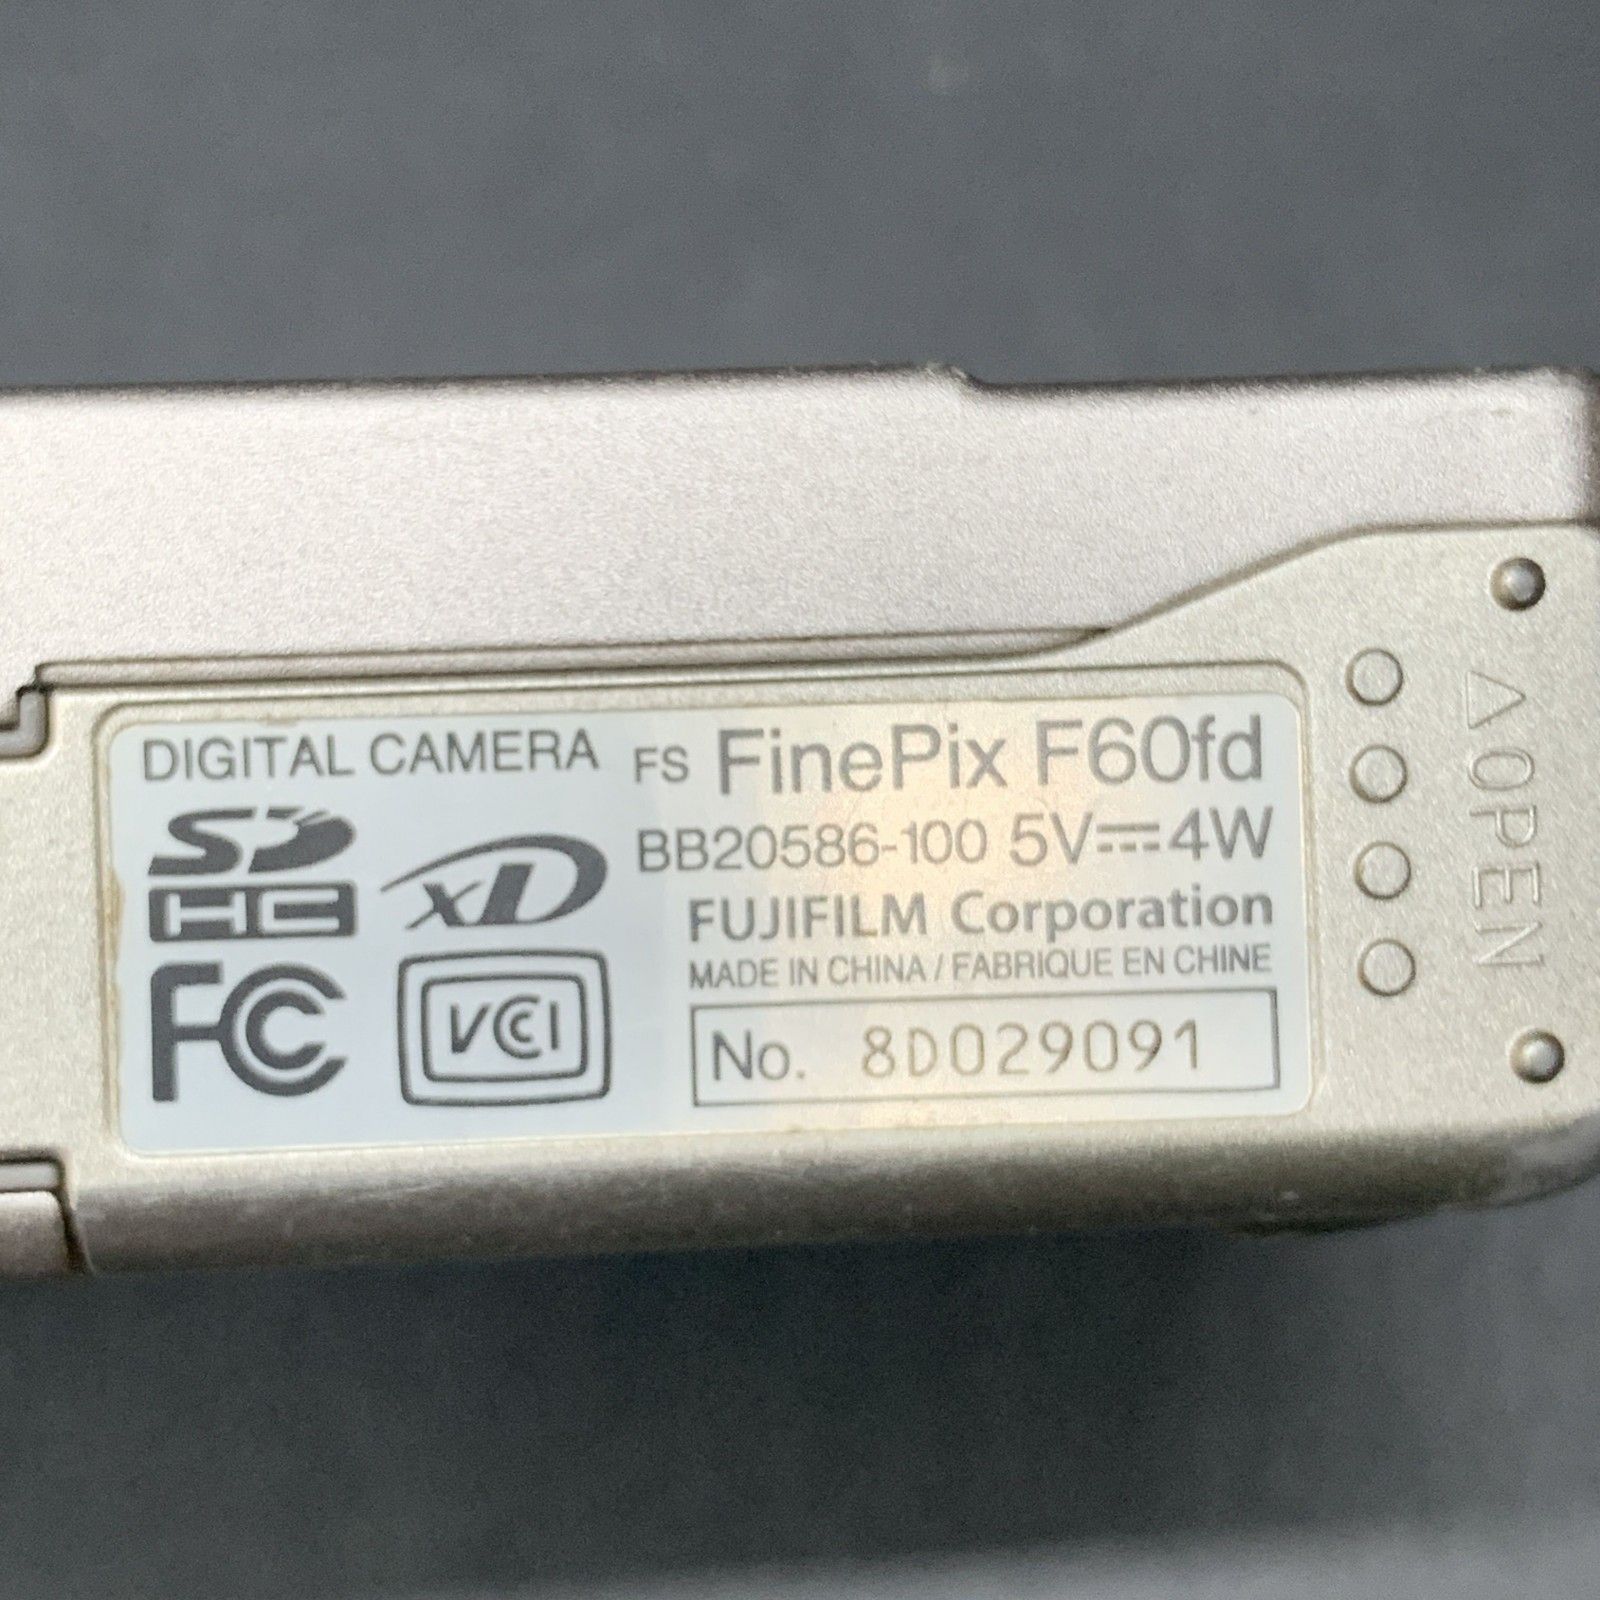 DIGITAL CAMERA FS FinePix F60fd
BB20586-100 5V⎓4W
SD
HC
xD
FUJIFILM Corporation
MADE IN CHINA / FABRIQUE EN CHINE
FC
VCCI
No. 8D029091
△OPEN